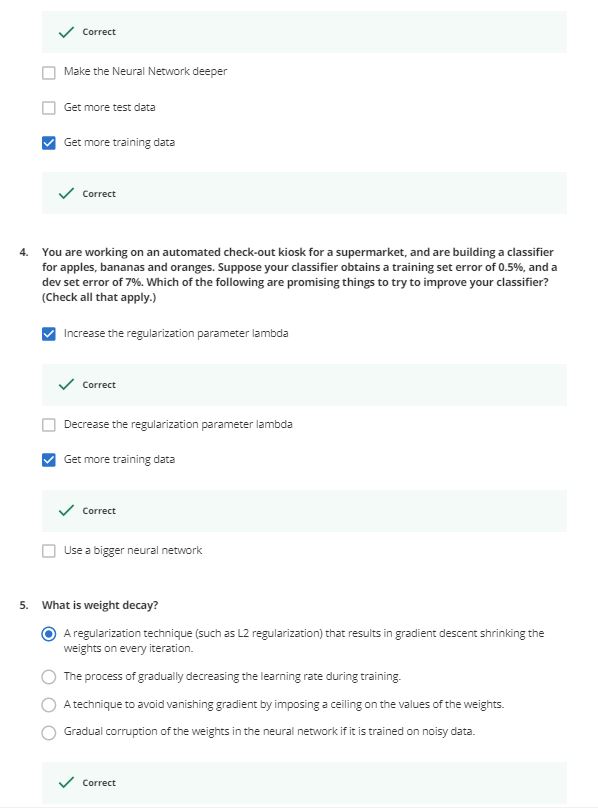 Correct
Make the Neural Network deeper
Get more test data
Get more training data
Correct
4. You are working on an automated check-out kiosk for a supermarket, and are building a classifier
for apples, bananas and oranges. Suppose your classifier obtains a training set error of 0.5%, and a
dev set error of 7%. Which of the following are promising things to try to improve your classifier?
(Check all that apply.)
Increase the regularization parameter lambda
Correct
Decrease the regularization parameter lambda
Get more training data
Correct
Use a bigger neural network
5. What is weight decay?
A regularization technique (such as L2 regularization) that results in gradient descent shrinking the
weights on every iteration.
The process of gradually decreasing the learning rate during training.
A technique to avoid vanishing gradient by imposing a ceiling on the values of the weights.
Gradual corruption of the weights in the neural network if it is trained on noisy data.
Correct